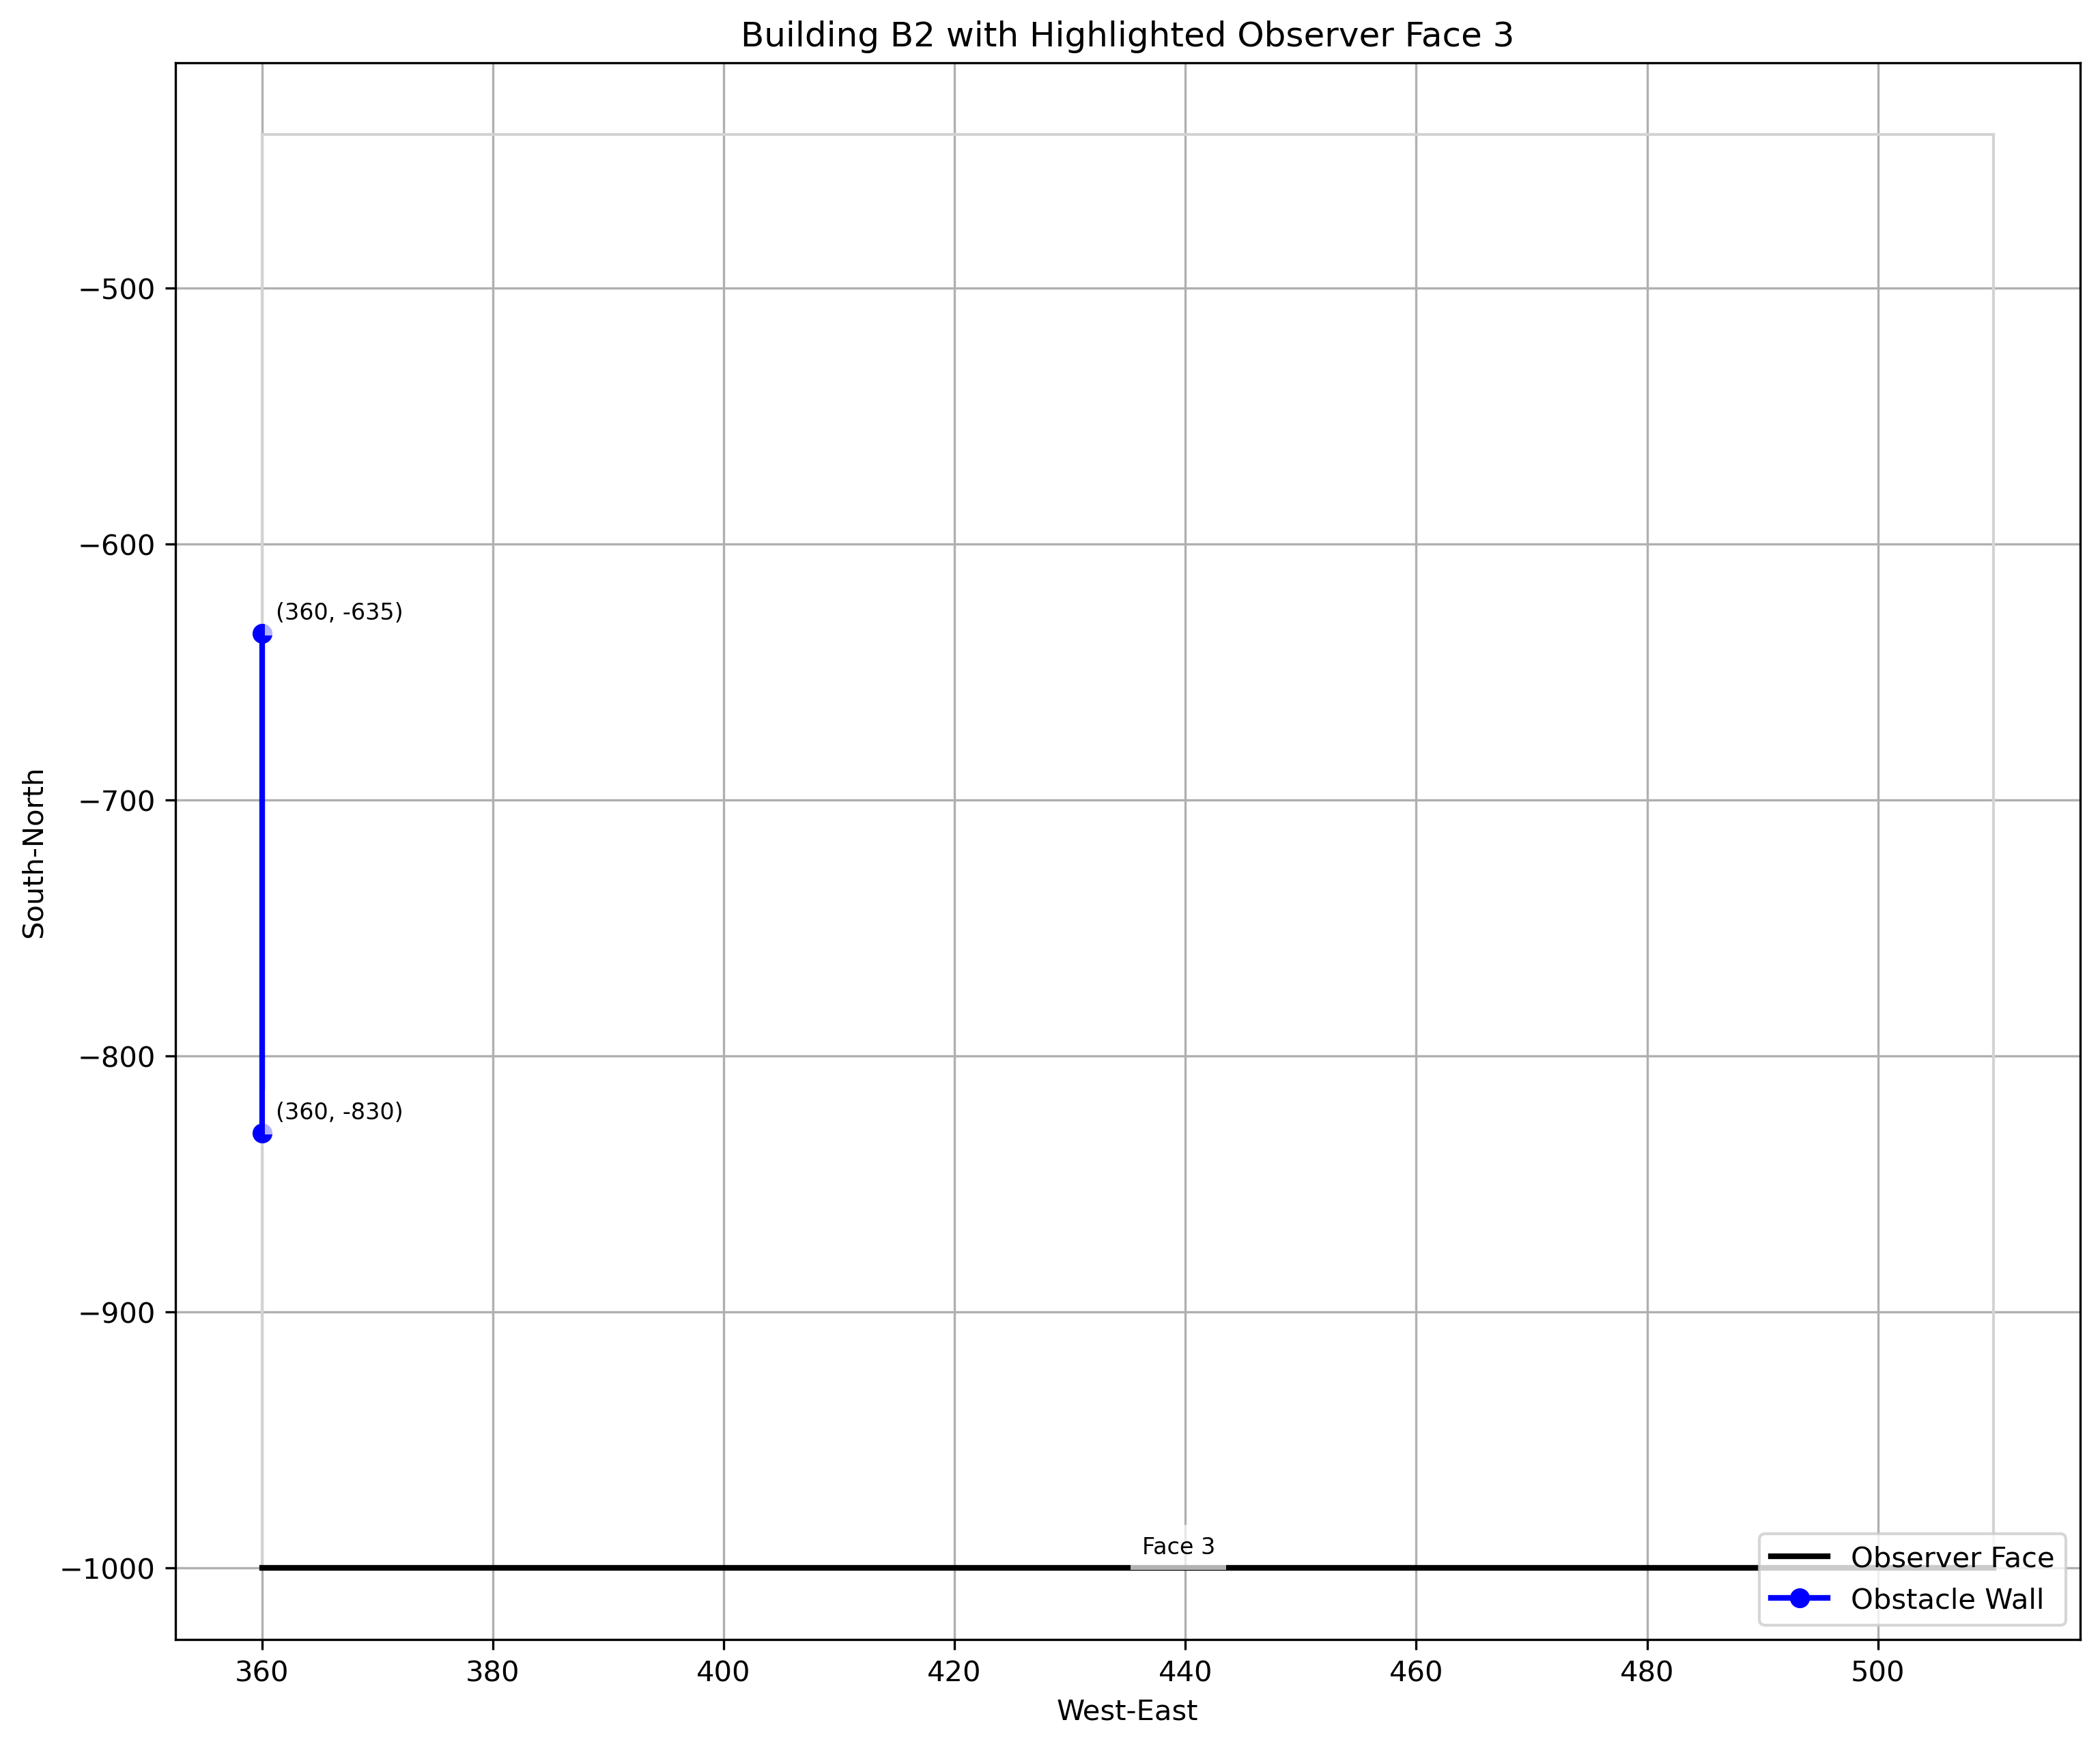 Building B2 with Highlighted Observer Face 3
South-North
−500
−600
−700
−800
−900
−1000
(360, -635)
(360, -830)
Face 3
Observer Face
Obstacle Wall
360 380 400 420 440 460 480 500
West-East